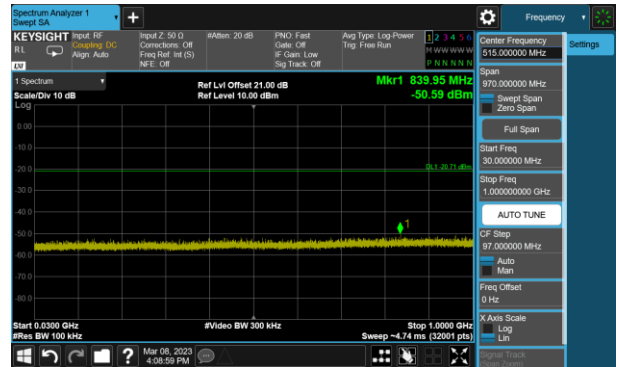 Spectrum Analyzer 1
Swept SA
+
Frequency
KEYSIGHT
RL
LXI
Input: RF
Coupling: DC
Align: Auto
Input Z: 50 Ω
Corrections: Off
Freq Ref: Int (S)
NFE: Off
#Atten: 20 dB
PNO: Fast
Gate: Off
IF Gain: Low
Sig Track: Off
Avg Type: Log-Power
Trig: Free Run
1 2 3 4 5 6
M W W W W W
P N N N N N
1 Spectrum
Scale/Div 10 dB
Log
Ref Lvl Offset 21.00 dB
Ref Level 10.00 dBm
Mkr1 839.95 MHz
-50.59 dBm
0.00
-10.0
-20.0
-30.0
-40.0
-50.0
-60.0
-70.0
-80.0
DL1 -20.71 dBm
1
Start 0.0300 GHz
#Res BW 100 kHz
#Video BW 300 kHz
Stop 1.0000 GHz
Sweep ~4.74 ms (32001 pts)
?
Mar 08, 2023
4:08:59 PM
Center Frequency
515.000000 MHz
Span
970.000000 MHz
Swept Span
Zero Span
Full Span
Start Freq
30.000000 MHz
Stop Freq
1.000000000 GHz
AUTO TUNE
CF Step
97.000000 MHz
Auto
Man
Freq Offset
0 Hz
X Axis Scale
Log
Lin
Signal Track
(Span Zoom)
Settings